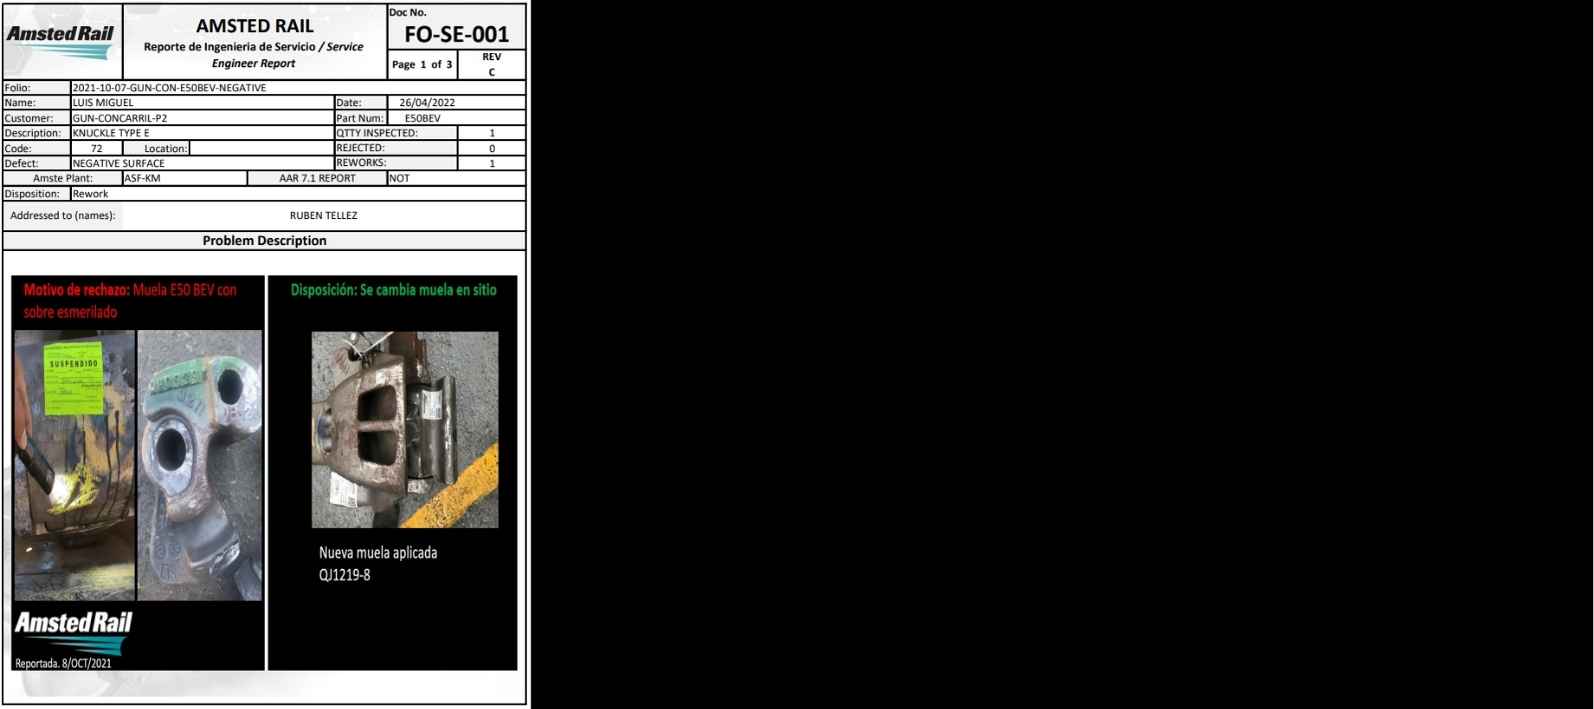 Amsted Rail
AMSTED RAIL
Reporte de Ingenieria de Servicio / Service
Engineer Report
Doc No.
FO-SE-001
Page 1 of 3
REV
C
Folio: 2021-10-07-GUN-CON-E50BEV-NEGATIVE
Name: LUIS MIGUEL Date: 26/04/2022
Customer: GUN-CONCARRIL-P2 Part Num: E50BEV
Description: KNUCKLE TYPE E QTTY INSPECTED: 1
Code: 72 Location: REJECTED: 0
Defect: NEGATIVE SURFACE REWORKS: 1
Amste Plant: ASF-KM AAR 7.1 REPORT NOT
Disposition: Rework
Addressed to (names): RUBEN TELLEZ
Problem Description
Motivo de rechazo: Muela E50 BEV con
sobre esmerilado
SUSPENDIDO
Disposición: Se cambia muela en sitio
Nueva muela aplicada
QJ1219-8
Amsted Rail
Reportada. 8/OCT/2021